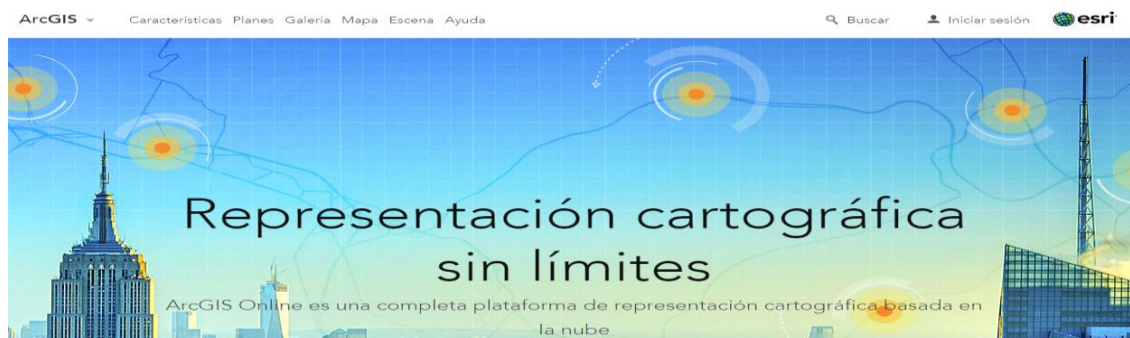 ArcGIS Características Planes Galería Mapa Escena Ayuda Buscar Iniciar sesión esri
Representación cartográfica
sin límites
ArcGIS Online es una completa plataforma de representación cartográfica basada en
la nube